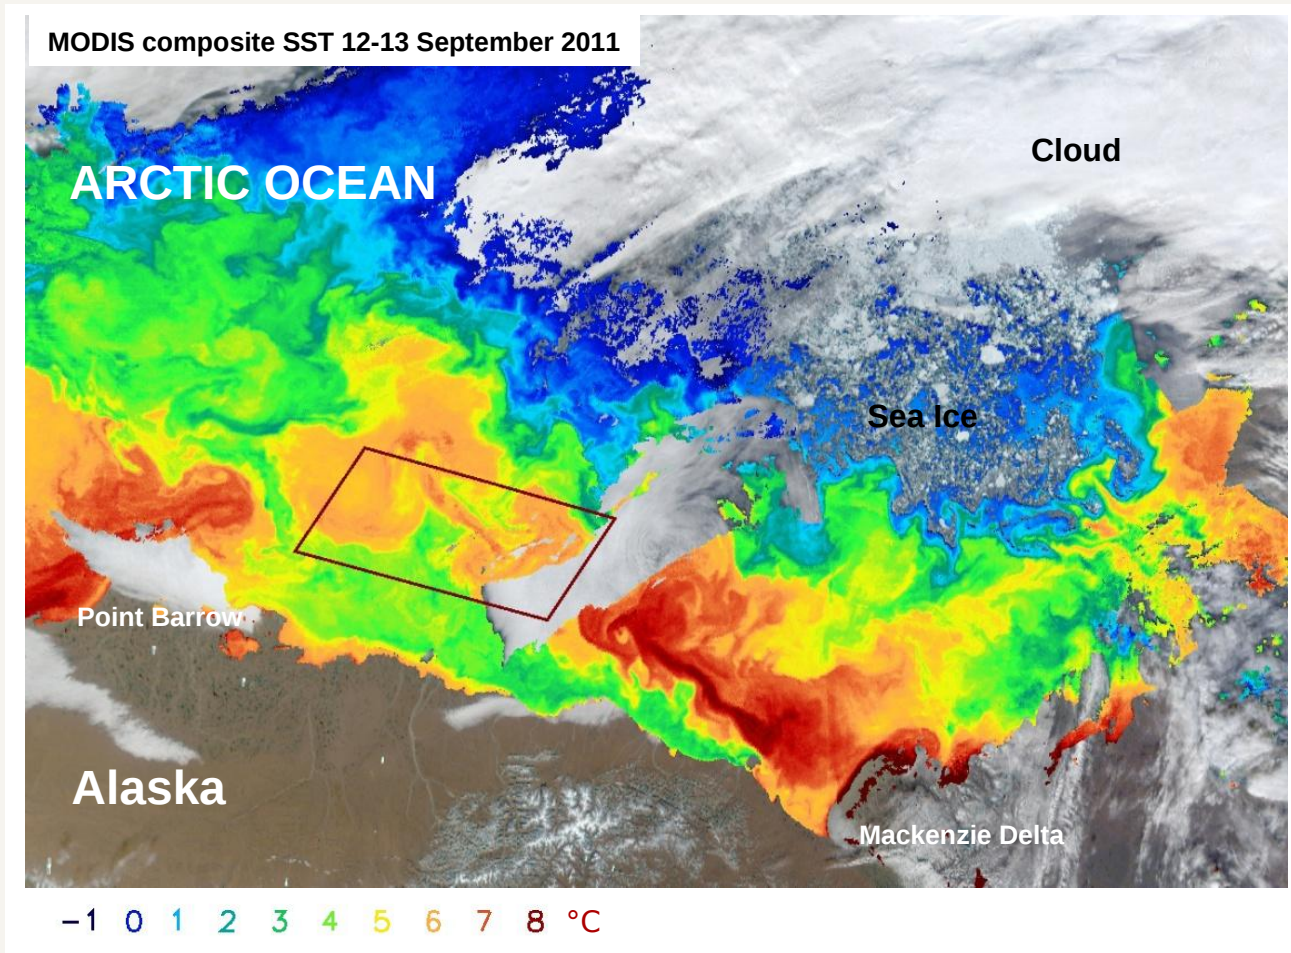 MODIS composite SST 12-13 September 2011
Cloud
ARCTIC OCEAN
Sea Ice
Point Barrow
Alaska
Mackenzie Delta
−1 0 1 2 3 4 5 6 7 8 °C